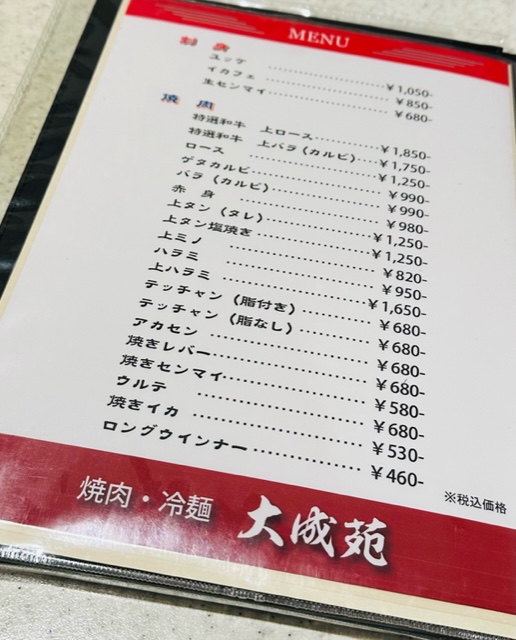 MENU
刺 身
ユッケ ‥‥‥‥‥‥ ¥1,050-
イカフェ ‥‥‥‥‥‥ ¥850-
生センマイ ‥‥‥‥‥‥ ¥680-
焼 肉
特選和牛 上ロース ‥‥‥‥ ¥1,850-
特選和牛 上バラ（カルビ） ‥‥ ¥1,750-
ロース ‥‥‥‥‥‥ ¥1,250-
ゲタカルビ ‥‥‥‥‥‥ ¥990-
バラ（カルビ） ‥‥‥‥‥‥ ¥990-
赤 身 ‥‥‥‥‥‥ ¥980-
上タン（タレ） ‥‥‥‥‥‥ ¥1,250-
上タン塩焼き ‥‥‥‥‥‥ ¥1,250-
上ミノ ‥‥‥‥‥‥ ¥820-
ハラミ ‥‥‥‥‥‥ ¥950-
上ハラミ ‥‥‥‥‥‥ ¥1,650-
テッチャン（脂付き） ‥‥‥‥ ¥680-
テッチャン（脂なし） ‥‥‥‥ ¥680-
アカセン ‥‥‥‥‥‥ ¥680-
焼きレバー ‥‥‥‥‥‥ ¥680-
焼きセンマイ ‥‥‥‥‥‥ ¥580-
ウルテ ‥‥‥‥‥‥ ¥680-
焼きイカ ‥‥‥‥‥‥ ¥530-
ロングウインナー ‥‥‥‥‥‥ ¥460-
※税込価格
焼肉・冷麺 大成苑